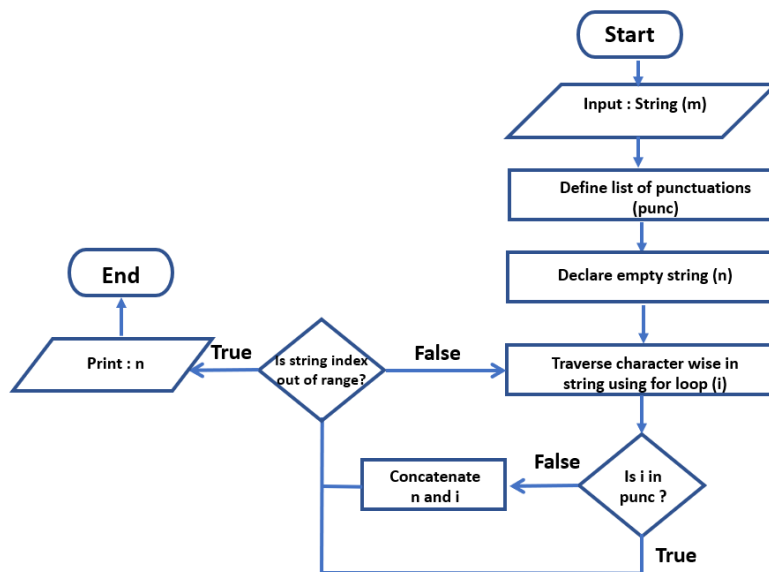 Start
Input : String (m)
Define list of punctuations
(punc)
Declare empty string (n)
Traverse character wise in
string using for loop (i)
Is i in
punc ?
False
True
Concatenate
n and i
Is string index
out of range?
False
True
Print : n
End